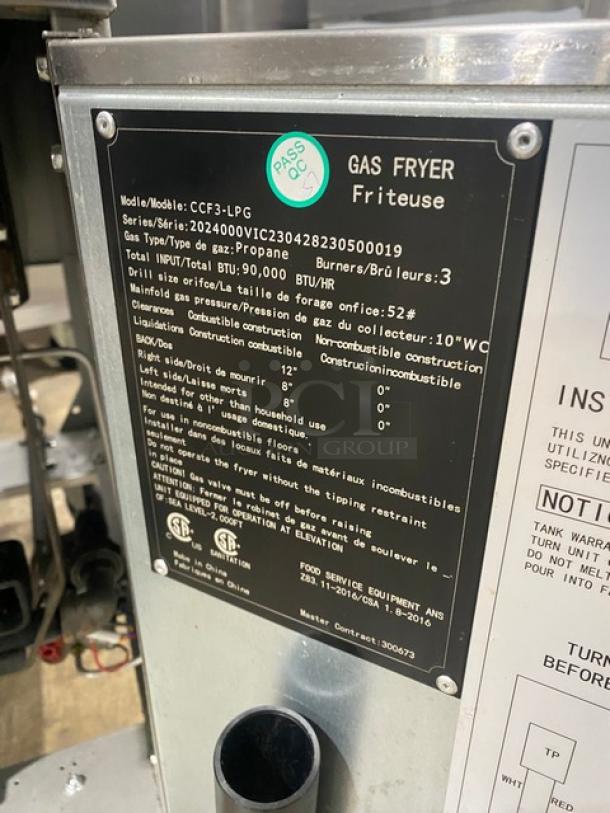 PASS
QC
GAS FRYER
Friteuse
Modle/Modèle: CCF3-LPG
Series/Série: 2024000VIC230428230500019
Gas Type/Type de gaz: Propane Burners/Brûleurs: 3
Total INPUT/Total BTU: 90,000 BTU/HR
Drill size orifce/La taille de forage onfice: 52#
Mainfold gas pressure/Pression de gaz du collecteur: 10"WC
Clearances Combustible construction Non-combustible construction
Liquidations Construction combustible Construcionincombustible
BACK/Dos 12" 0"
Right side/Droit de mounrir 8" 0"
Left side/Laisse morts 8" 0"
Intended for other than household use
Non destiné à l' usage domestique.
For use in noncombustible floors
Installer dans des locaux faits de matériaux incombustibles
seulement
Do not operate the fryer without the tipping restraint
in place
CAUTION! Gas valve must be off before raising
ATTENTION: Fermer le robinet de gaz avant de soulever le —
UNIT EQUIPPED FOR OPERATION AT ELEVATION
OF:SEA LEVEL-2,000FT
C US
SANITATION
Made in China
Fabriques en Chine
FOOD SERVICE EQUIPMENT ANS
Z83.11-2016/CSA 1.8-2016
Master Contract: 300673
PCI
AUCTION GROUP
INS
THIS UN
UTILIZNG
SPECIFIE
NOTIC
TANK WARRA
TURN UNIT
DO NOT MELT
POUR INTO FA
TURN
BEFORE
TP
WHT
RED